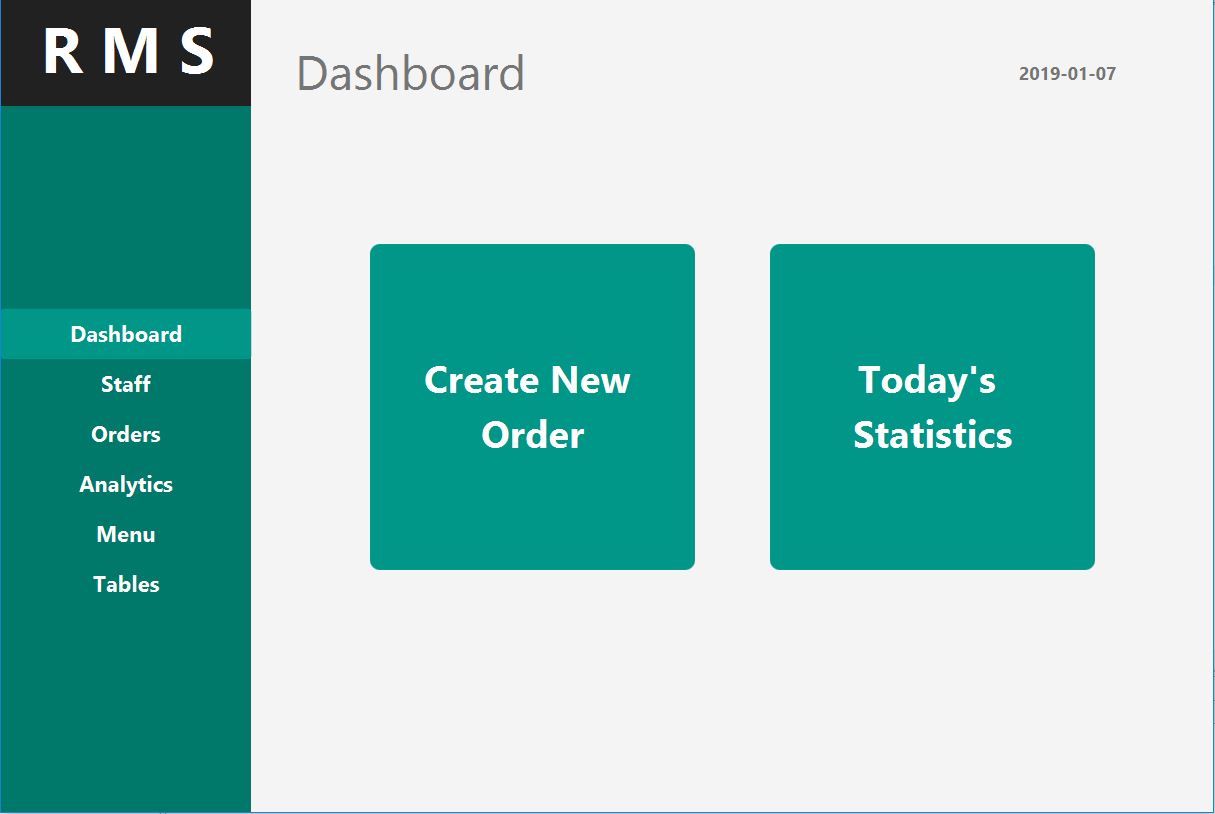 R M S
Dashboard
2019-01-07
Dashboard
Staff
Orders
Analytics
Menu
Tables
Create New
Order
Today's
Statistics